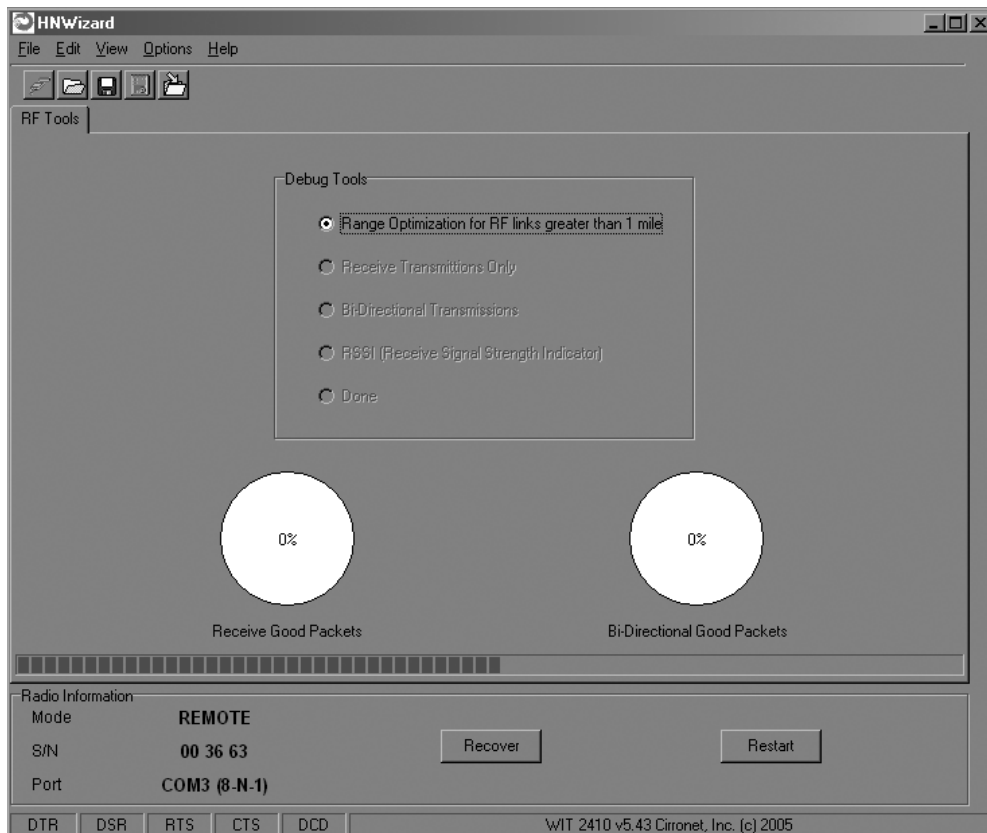 HNWizard
File Edit View Options Help
RF Tools
Debug Tools
Range Optimization for RF links greater than 1 mile
Receive Transmittions Only
Bi-Directional Transmissions
RSSI (Receive Signal Strength Indicator)
Done
0%
0%
Receive Good Packets
Bi-Directional Good Packets
Radio Information
Mode REMOTE
S/N 00 36 63
Port COM3 (8-N-1)
Recover
Restart
DTR DSR RTS CTS DCD WIT 2410 v5.43 Cirronet, Inc. (c) 2005